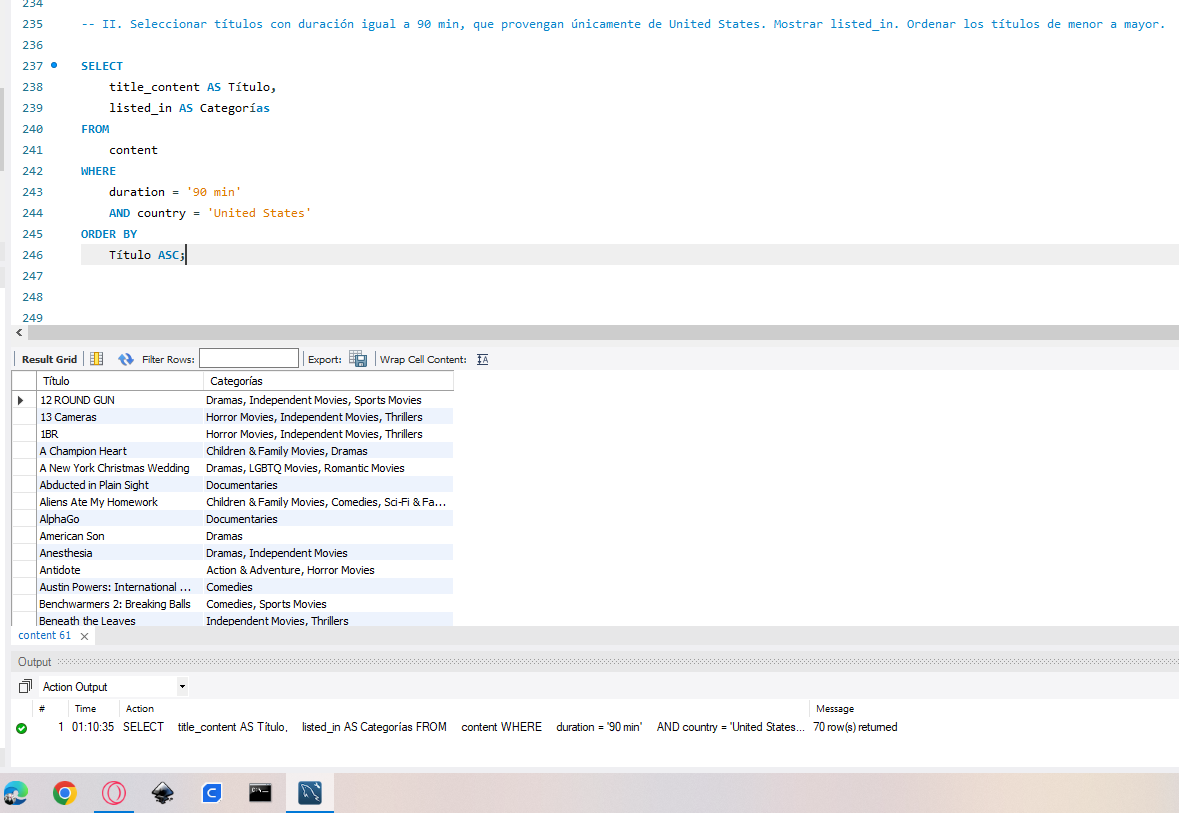 234
235 -- II. Seleccionar títulos con duración igual a 90 min, que provengan únicamente de United States. Mostrar listed_in. Ordenar los títulos de menor a mayor.
236
237 SELECT
238 title_content AS Título,
239 listed_in AS Categorías
240 FROM
241 content
242 WHERE
243 duration = '90 min'
244 AND country = 'United States'
245 ORDER BY
246 Título ASC;
247
248
249
Result Grid Filter Rows: Export: Wrap Cell Content: IA
Título Categorías
12 ROUND GUN Dramas, Independent Movies, Sports Movies
13 Cameras Horror Movies, Independent Movies, Thrillers
1BR Horror Movies, Independent Movies, Thrillers
A Champion Heart Children & Family Movies, Dramas
A New York Christmas Wedding Dramas, LGBTQ Movies, Romantic Movies
Abducted in Plain Sight Documentaries
Aliens Ate My Homework Children & Family Movies, Comedies, Sci-Fi & Fa...
AlphaGo Documentaries
American Son Dramas
Anesthesia Dramas, Independent Movies
Antidote Action & Adventure, Horror Movies
Austin Powers: International ... Comedies
Benchwarmers 2: Breaking Balls Comedies, Sports Movies
Beneath the Leaves Independent Movies, Thrillers
content 61
Output
Action Output
# Time Action Message
1 01:10:35 SELECT title_content AS Título, listed_in AS Categorías FROM content WHERE duration = '90 min' AND country = 'United States... 70 row(s) returned